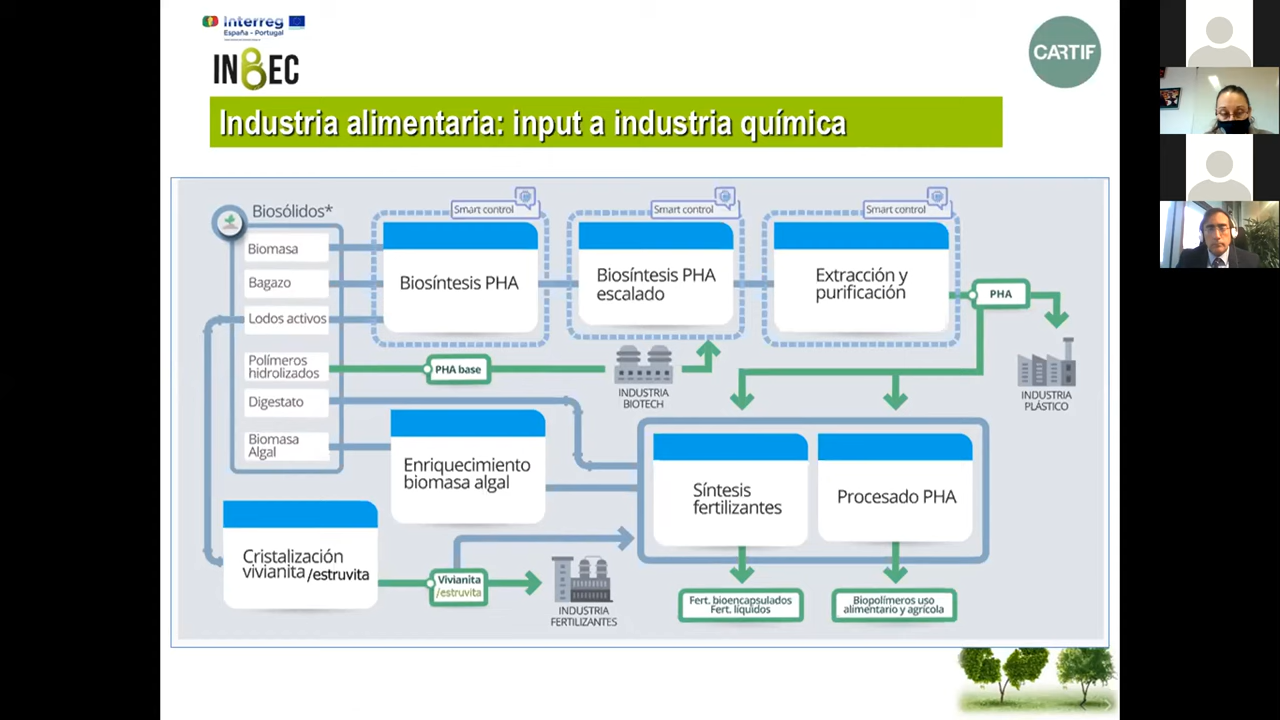 Interreg
España - Portugal
INBEC
CARTIF
Industria alimentaria: input a industria química
Biosólidos*
Smart control
Smart control
Smart control
Biomasa
Bagazo
Lodos activos
Polímeros
hidrolizados
Digestato
Biomasa
Algal
Biosíntesis PHA
Biosíntesis PHA
escalado
Extracción y
purificación
PHA
PHA base
INDUSTRIA
BIOTECH
INDUSTRIA
PLÁSTICO
Enriquecimiento
biomasa algal
Síntesis
fertilizantes
Procesado PHA
Cristalización
vivianita/estruvita
Vivianita
/estruvita
INDUSTRIA
FERTILIZANTES
Fert. bioencapsulados
Fert. líquidos
Biopolímeros uso
alimentario y agrícola